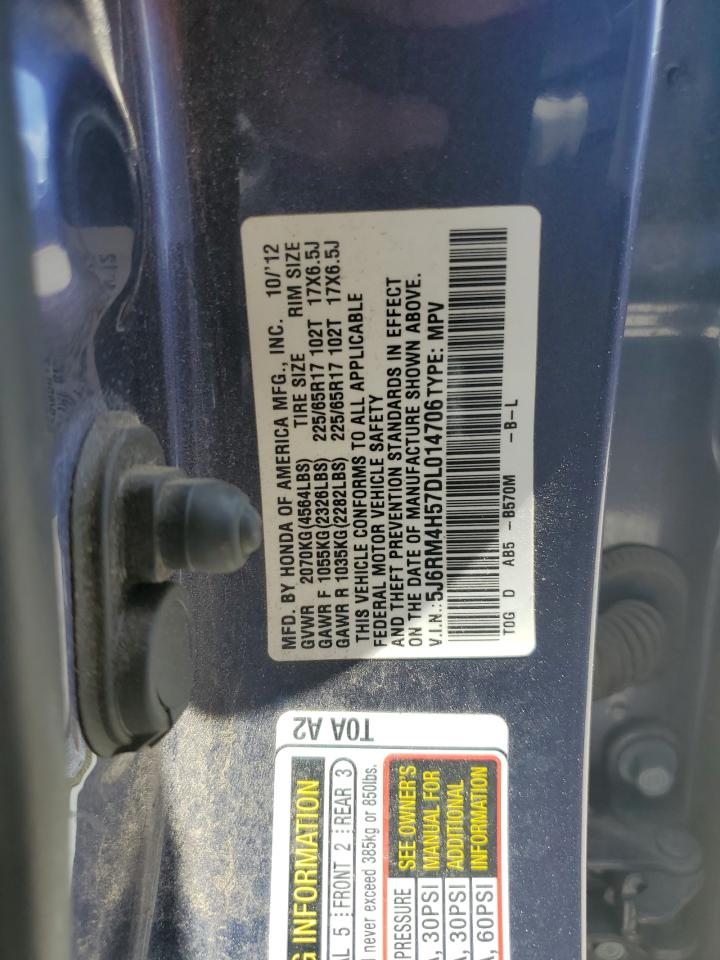 MFD. BY HONDA OF AMERICA MFG., INC. 10/'12
GVWR 2070KG(4564LBS) TIRE SIZE RIM SIZE
GAWR F 1055KG(2326LBS) 225/65R17 102T 17X6.5J
GAWR R 1035KG(2282LBS) 225/65R17 102T 17X6.5J
THIS VEHICLE CONFORMS TO ALL APPLICABLE
FEDERAL MOTOR VEHICLE SAFETY
AND THEFT PREVENTION STANDARDS IN EFFECT
ON THE DATE OF MANUFACTURE SHOWN ABOVE.
V.I.N.: 5J6RM4H57DL014706 TYPE: MPV
T0G D AB5 -B570M -B-L
T0A A2
INFORMATION
5 FRONT 2 REAR 3
never exceed 385kg or 850lbs.
PRESSURE SEE OWNER'S
30PSI MANUAL FOR
30PSI ADDITIONAL
60PSI INFORMATION